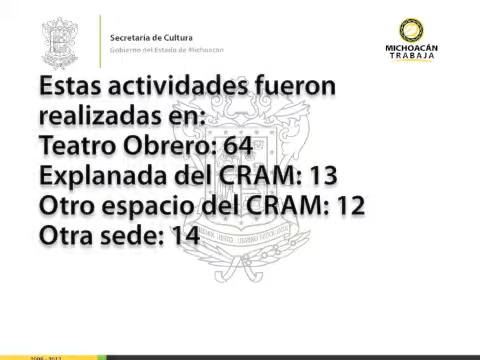 Secretaría de Cultura
Gobierno del Estado de Michoacán
MICHOACÁN
TRABAJA
Estas actividades fueron
realizadas en:
Teatro Obrero: 64
Explanada del CRAM: 13
Otro espacio del CRAM: 12
Otra sede: 14